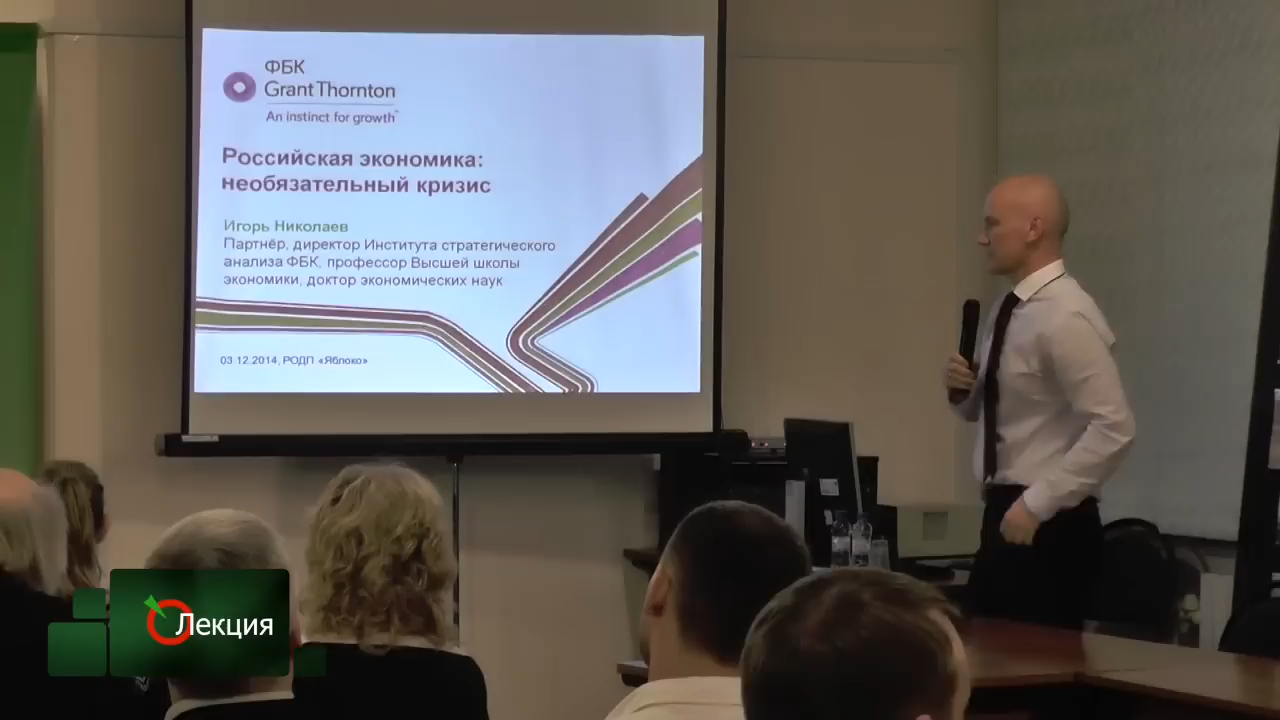 ФБК
Grant Thornton
An instinct for growth™
Российская экономика:
необязательный кризис
Игорь Николаев
Партнёр, директор Института стратегического
анализа ФБК, профессор Высшей школы
экономики, доктор экономических наук
03.12.2014, РОДП «Яблоко»
Лекция